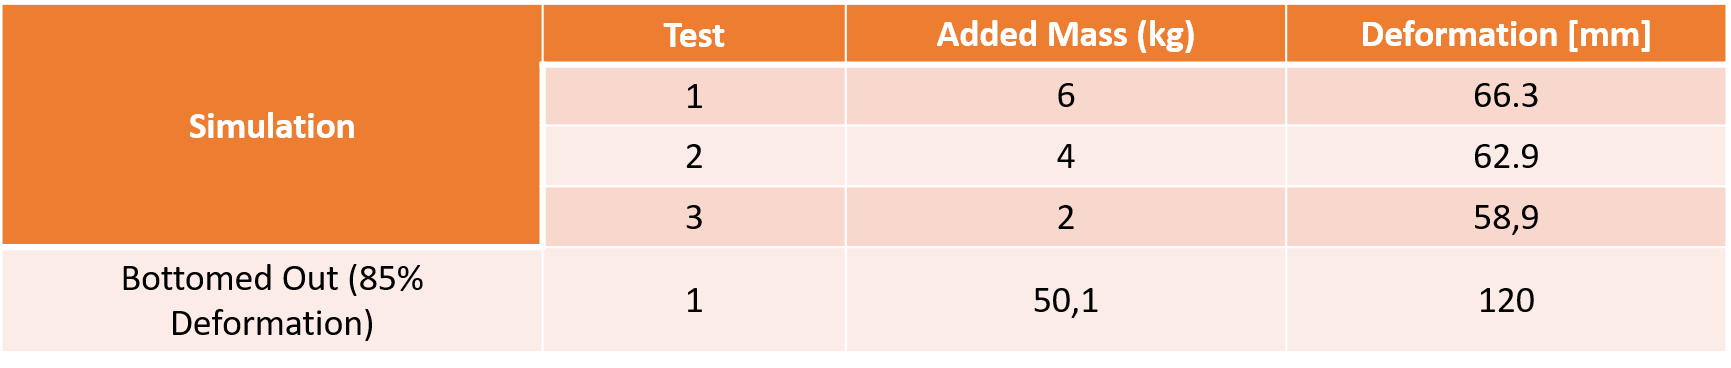 Test Added Mass (kg) Deformation [mm]
Simulation
1 6 66.3
2 4 62.9
3 2 58,9
Bottomed Out (85%
Deformation)
1 50,1 120